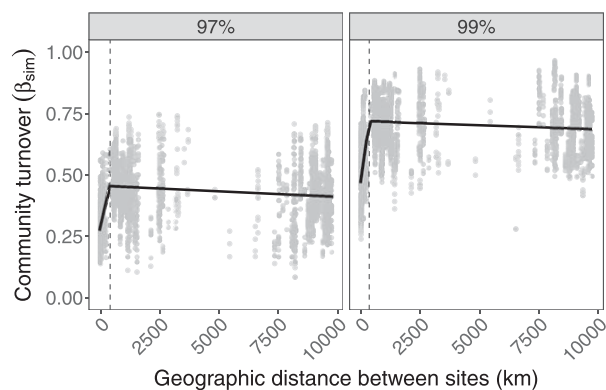 97% 99%
Community turnover (βsim)
1.00
0.75
0.50
0.25
0.00
0 2500 5000 7500 10000 0 2500 5000 7500 10000
Geographic distance between sites (km)